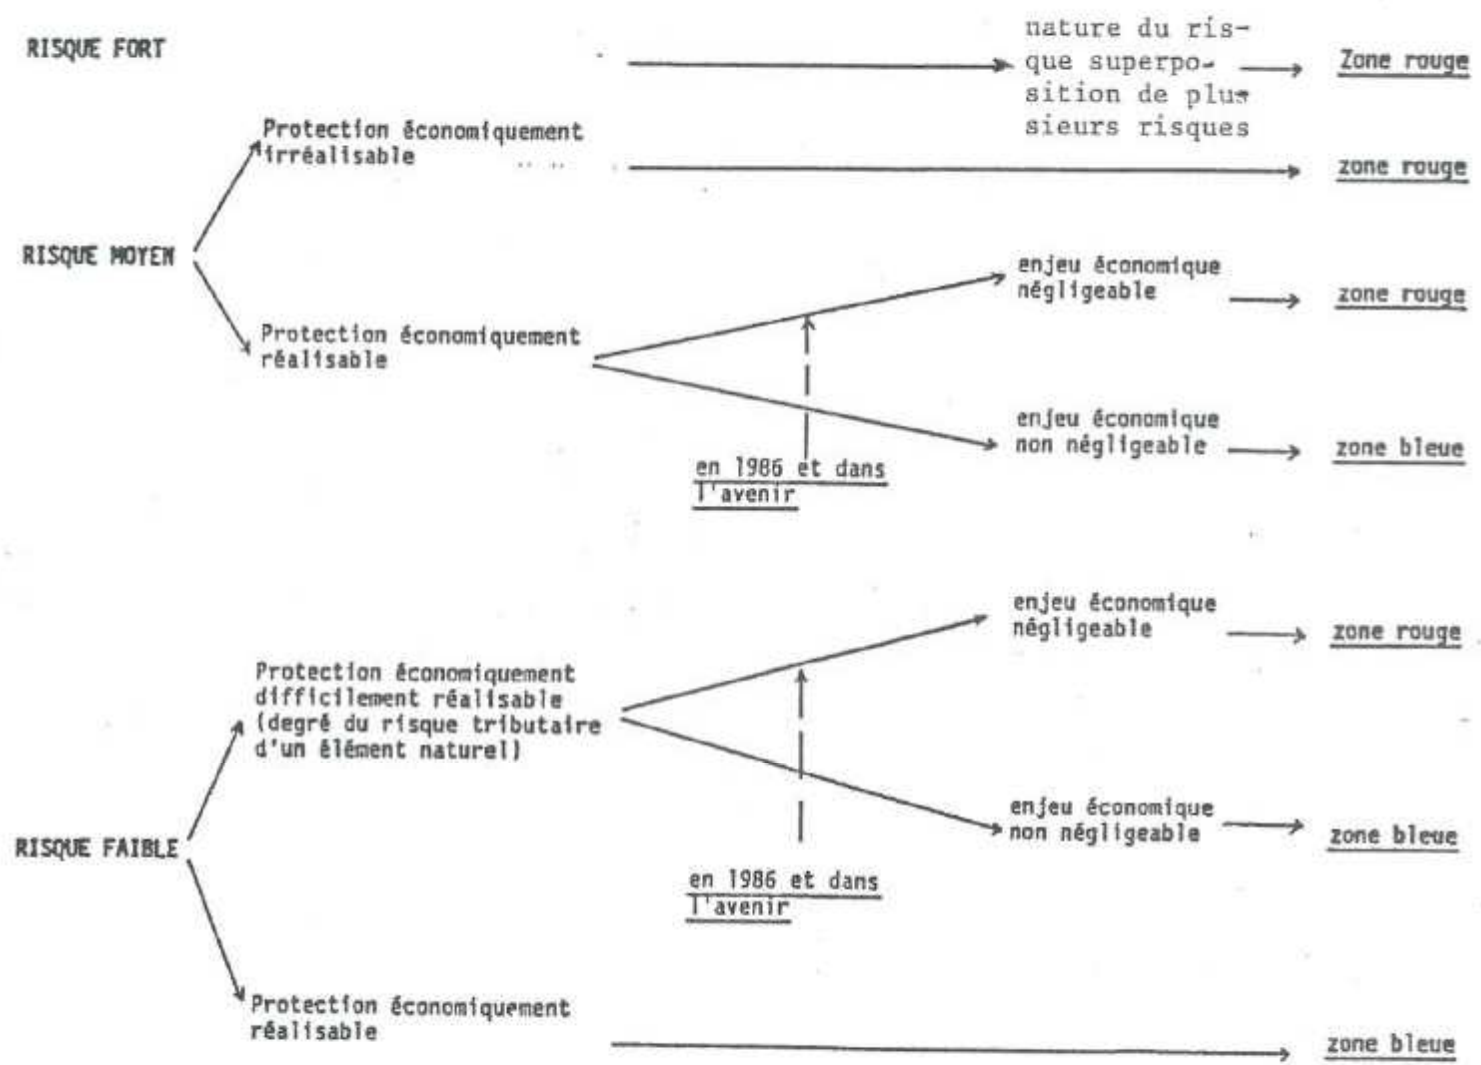 RISQUE FORT
nature du ris-
que superpo-
sition de plu-
sieurs risques
Zone rouge
Protection économiquement
irréalisable
zone rouge
RISQUE MOYEN
enjeu économique
négligeable
zone rouge
Protection économiquement
réalisable
enjeu économique
non négligeable
zone bleue
en 1986 et dans
l'avenir
enjeu économique
négligeable
zone rouge
Protection économiquement
difficilement réalisable
(degré du risque tributaire
d'un élément naturel)
enjeu économique
non négligeable
zone bleue
RISQUE FAIBLE
en 1986 et dans
l'avenir
Protection économiquement
réalisable
zone bleue